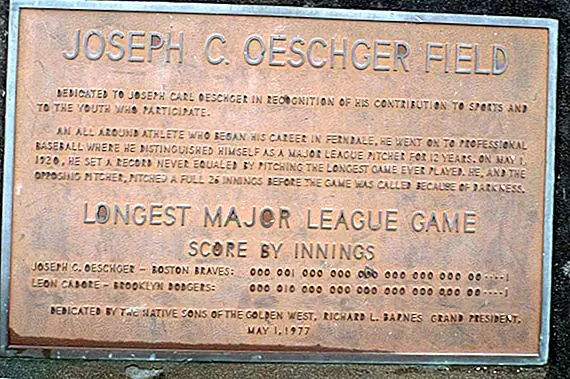 JOSEPH C. OESCHGER FIELD
DEDICATED TO JOSEPH CARL OESCHGER IN RECOGNITION OF HIS CONTRIBUTION TO SPORTS AND
TO THE YOUTH WHO PARTICIPATE.
AN ALL AROUND ATHLETE WHO BEGAN HIS CAREER IN FERNDALE, HE WENT ON TO PROFESSIONAL
BASEBALL WHERE HE DISTINGUISHED HIMSELF AS A MAJOR LEAGUE PITCHER FOR 12 YEARS. ON MAY 1,
1920, HE SET A RECORD NEVER EQUALED BY PITCHING THE LONGEST GAME EVER PLAYED. HE, AND THE
OPPOSING PITCHER, PITCHED A FULL 26 INNINGS BEFORE THE GAME WAS CALLED BECAUSE OF DARKNESS.
LONGEST MAJOR LEAGUE GAME
SCORE BY INNINGS
JOSEPH C. OESCHGER - BOSTON BRAVES: 000 001 000 000 000 000 000 000 00----1
LEON CADORE - BROOKLYN DODGERS: 000 010 000 000 000 000 000 000 00----1
DEDICATED BY THE NATIVE SONS OF THE GOLDEN WEST, RICHARD L. BARNES GRAND PRESIDENT.
MAY 1, 1977